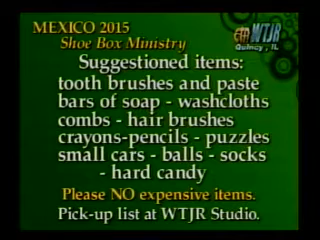 MEXICO 2015
Shoe Box Ministry
WTJR
Quincy, IL
Suggestioned items:
tooth brushes and paste
bars of soap - washcloths
combs - hair brushes
crayons-pencils - puzzles
small cars - balls - socks
- hard candy
Please NO expensive items.
Pick-up list at WTJR Studio.